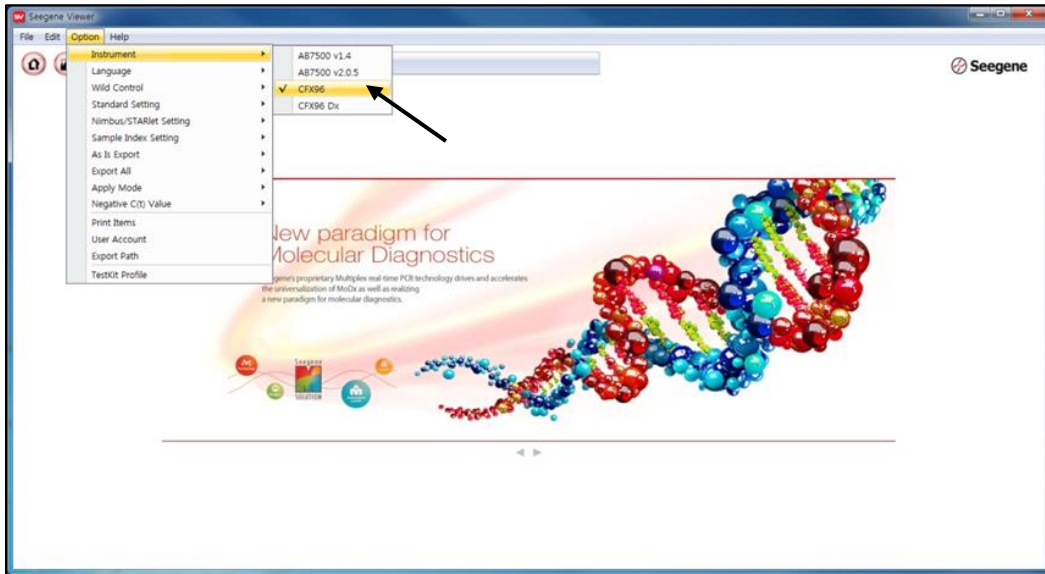 Seegene Viewer
File Edit Option Help
Instrument
Language
Wild Control
Standard Setting
Nimbus/STARlet Setting
Sample Index Setting
As Is Export
Export All
Apply Mode
Negative C(t) Value
Print Items
User Account
Export Path
TestKit Profile
AB7500 v1.4
AB7500 v2.0.5
CFX96
CFX96 Dx
Seegene
New paradigm for
Molecular Diagnostics
Seegene's proprietary Multiplex real-time PCR technology drives and accelerates
the universalization of MoDx as well as realizing
a new paradigm for molecular diagnostics.
Seegene
SOLUTION